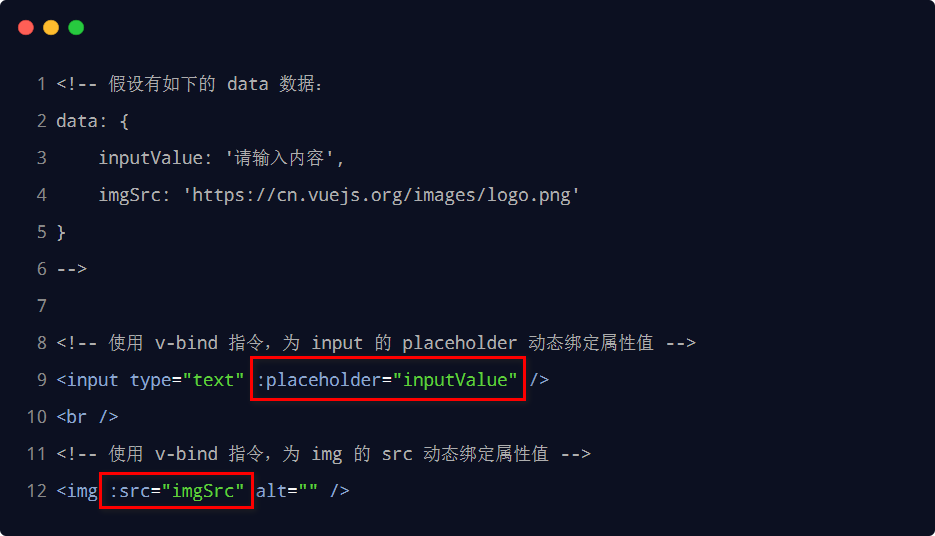 1 <!-- 假设有如下的 data 数据：
2 data: {
3     inputValue: '请输入内容',
4     imgSrc: 'https://cn.vuejs.org/images/logo.png'
5 }
6 -->
7
8 <!-- 使用 v-bind 指令，为 input 的 placeholder 动态绑定属性值 -->
9 <input type="text" :placeholder="inputValue" />
10 <br />
11 <!-- 使用 v-bind 指令，为 img 的 src 动态绑定属性值 -->
12 <img :src="imgSrc" alt="" />